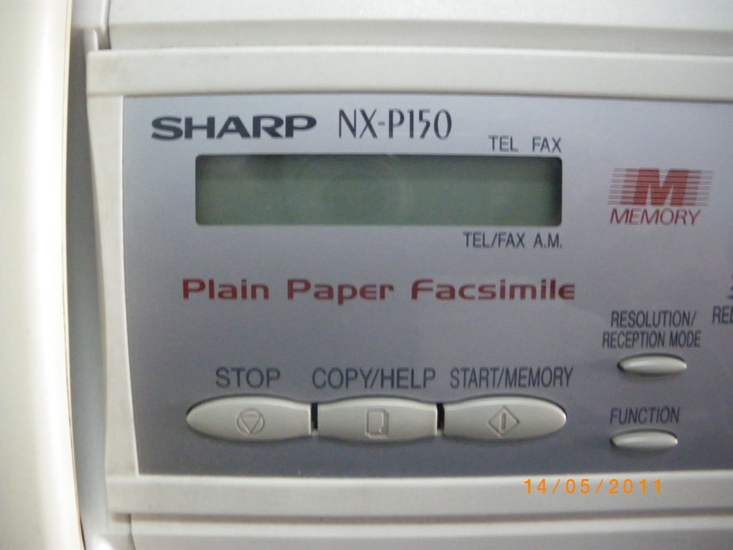 SHARP NX-P150
TEL FAX
M
MEMORY
TEL/FAX A.M.
Plain Paper Facsimile
RESOLUTION/
RECEPTION MODE
STOP COPY/HELP START/MEMORY
FUNCTION
14/05/2011